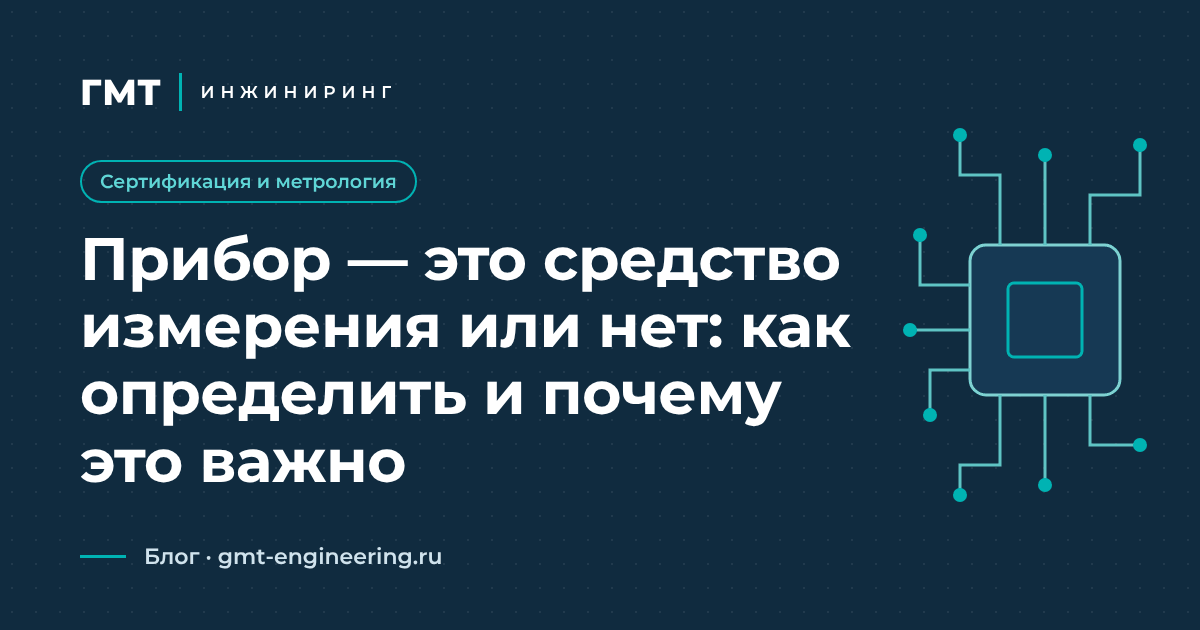 ГМТ | ИНЖИНИРИНГ
Сертификация и метрология
Прибор — это средство
измерения или нет: как
определить и почему
это важно
Блог · gmt-engineering.ru